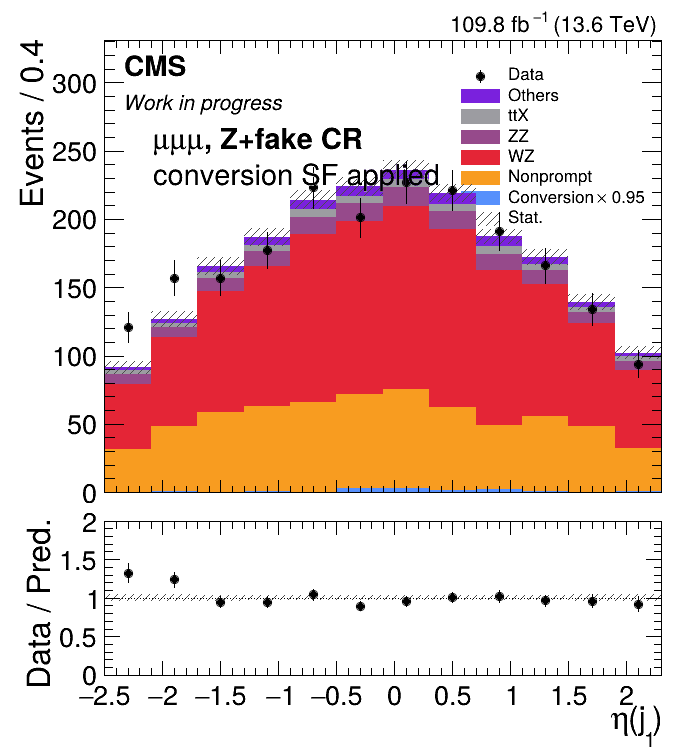 109.8 fb⁻¹ (13.6 TeV)
Events / 0.4
300
250
200
150
100
50
0
CMS
Work in progress
μμμ, Z+fake CR
conversion SF applied
Data
Others
ttX
ZZ
WZ
Nonprompt
Conversion × 0.95
Stat.
Data / Pred.
2
1.5
1
0.5
0
−2.5 −2 −1.5 −1 −0.5 0 0.5 1 1.5 2
η(j₁)